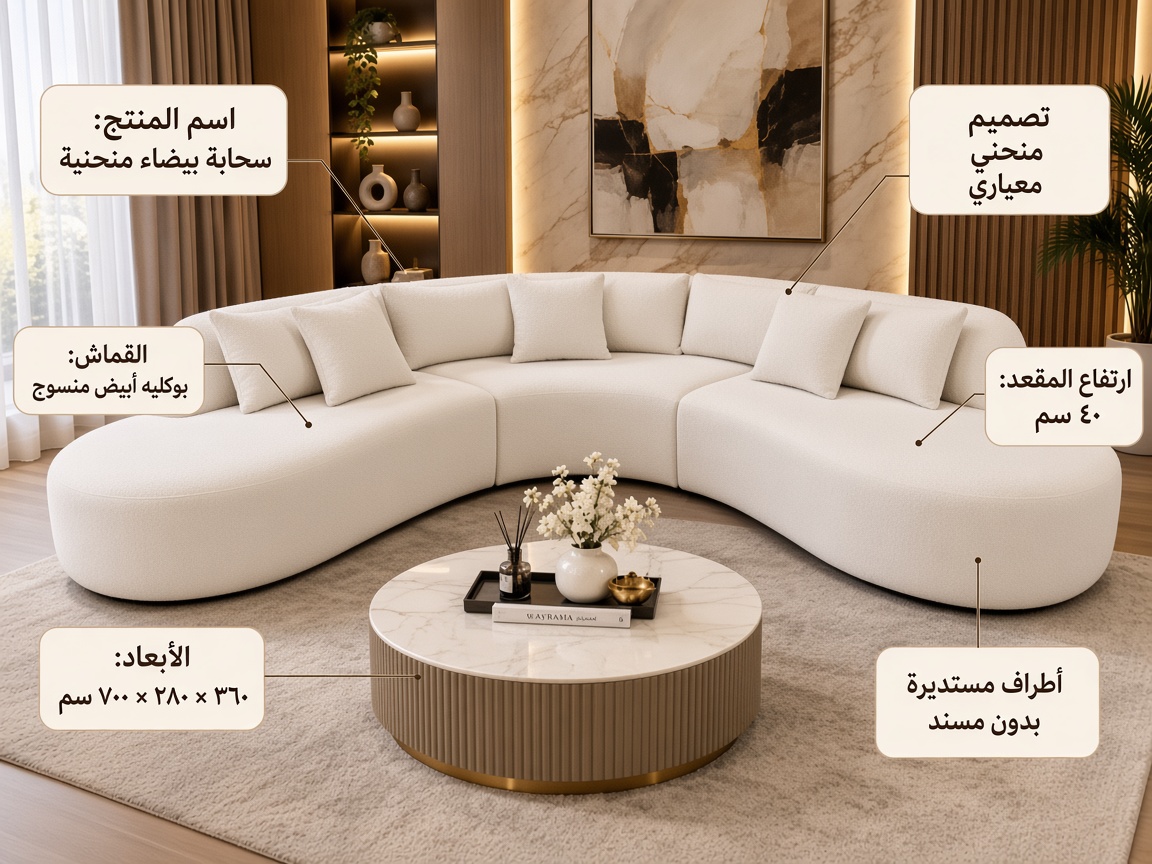 اسم المنتج:
سحابة بيضاء منحنية
تصميم
منحني
معياري
القماش:
بوكليه أبيض منسوج
ارتفاع المقعد:
٤٠ سم
الأبعاد:
٣٦٠ × ٢٨٠ × ٧٠٠ سم
أطراف مستديرة
بدون مسند